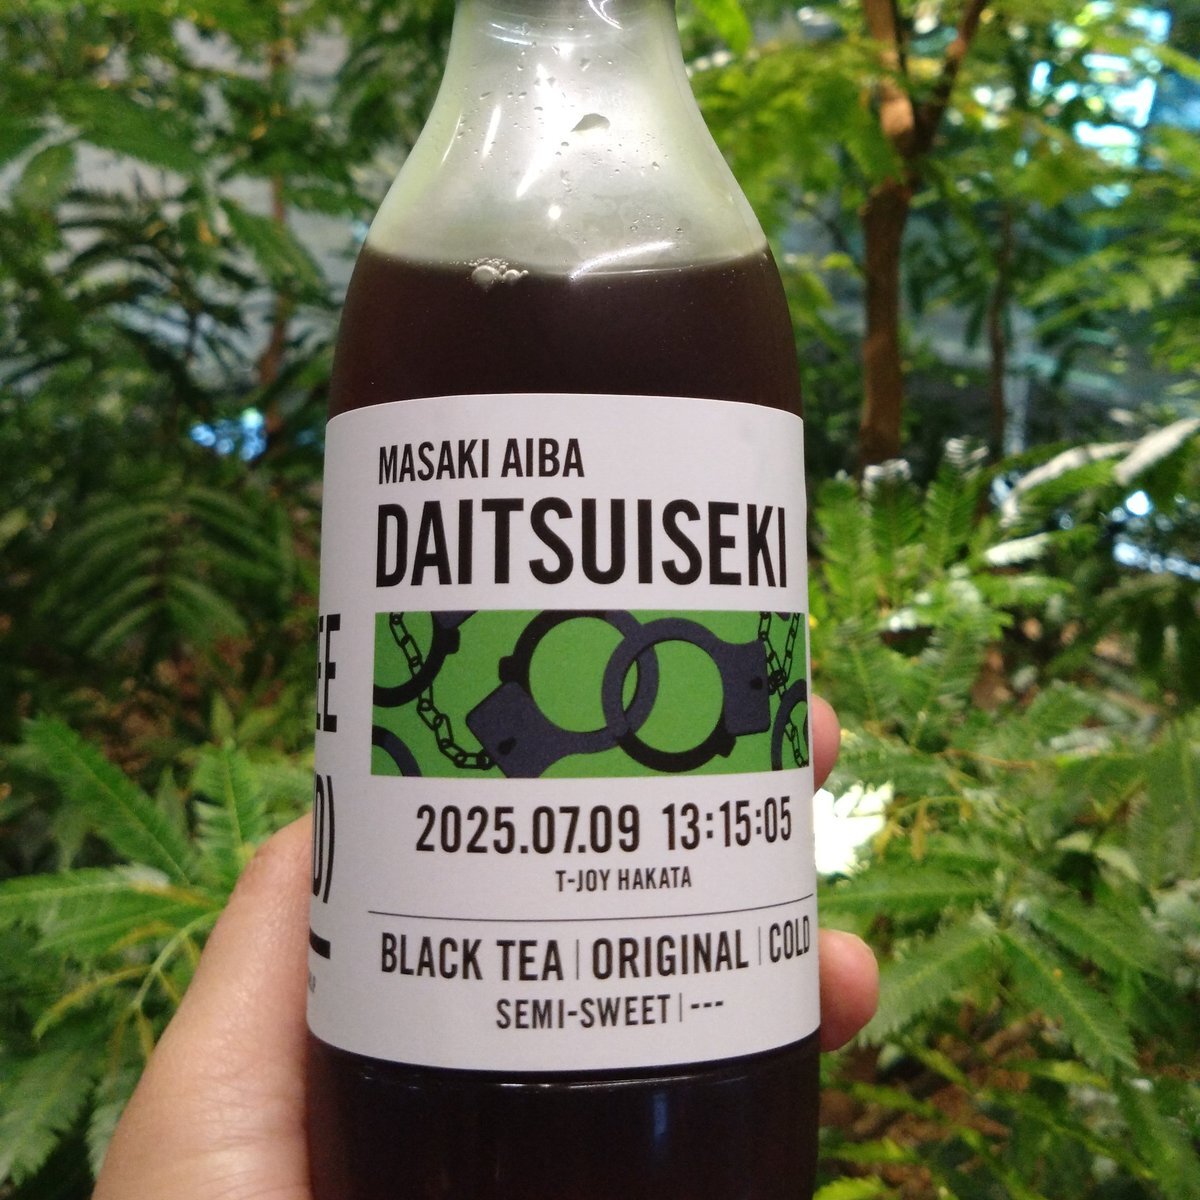 MASAKI AIBA
DAITSUISEKI
2025.07.09 13:15:05
T-JOY HAKATA
BLACK TEA | ORIGINAL | COLD
SEMI-SWEET | ---